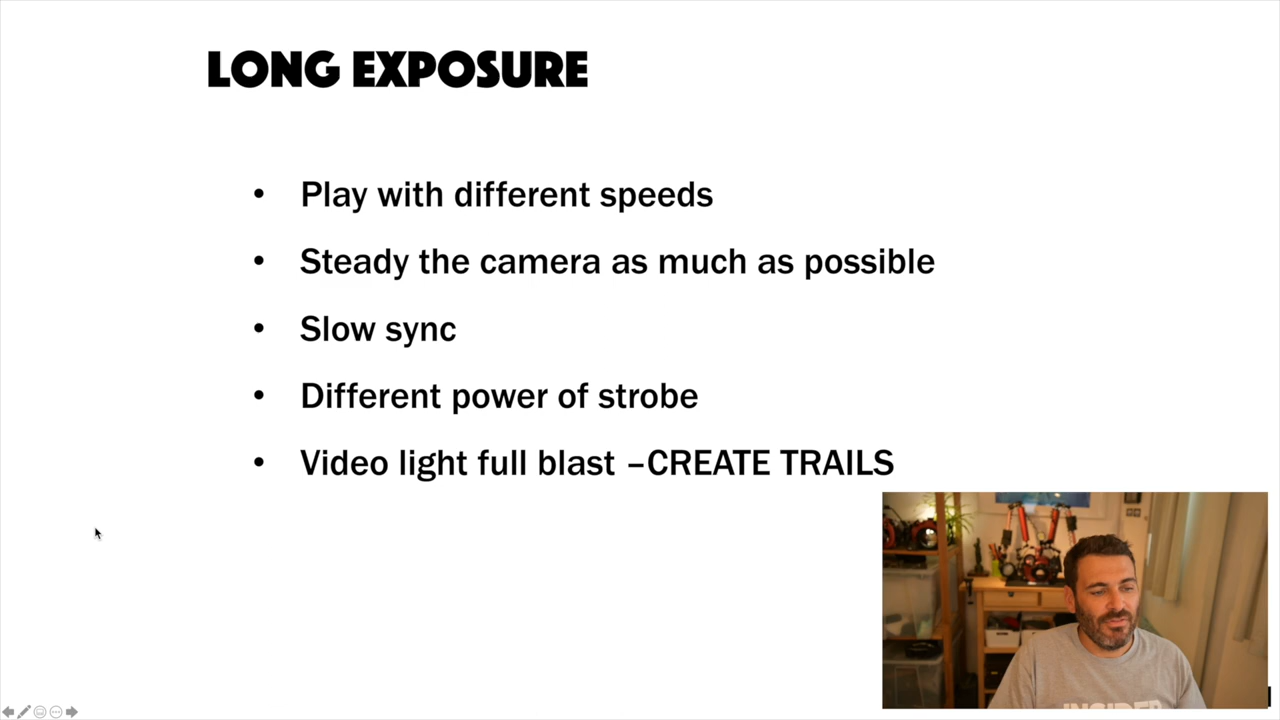 LONG EXPOSURE
• Play with different speeds
• Steady the camera as much as possible
• Slow sync
• Different power of strobe
• Video light full blast –CREATE TRAILS
INSIDER